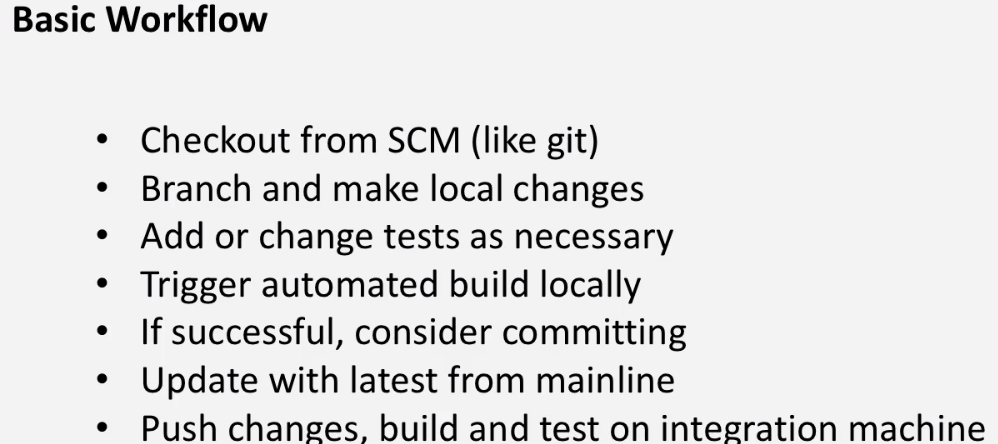 Basic Workflow
• Checkout from SCM (like git)
• Branch and make local changes
• Add or change tests as necessary
• Trigger automated build locally
• If successful, consider committing
• Update with latest from mainline
• Push changes, build and test on integration machine